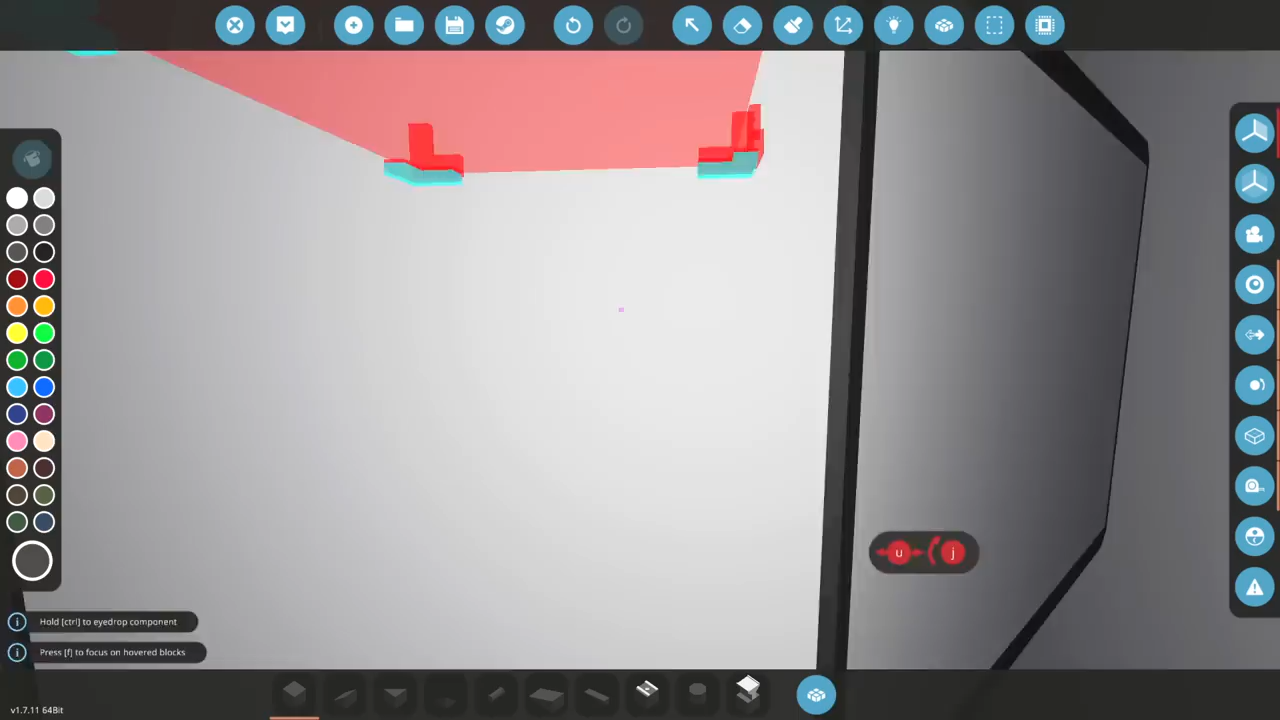 u j
Hold [ctrl] to eyedrop component
Press [f] to focus on hovered blocks
v1.7.11 64Bit